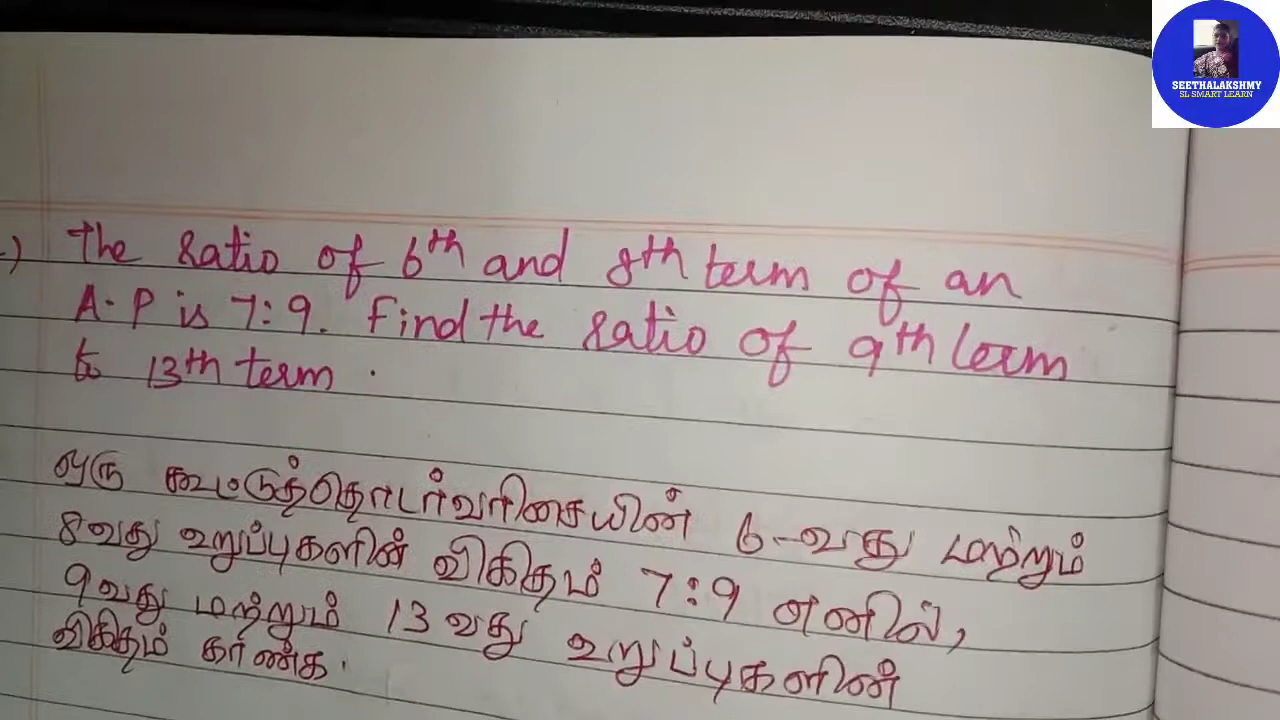 SEETHALAKSHMY
SL SMART LEARN
The Ratio of 6th and 8th term of an
A.P is 7:9. Find the Ratio of 9th term
to 13th term.
ஒரு கூட்டுத்தொடர்வரிசையின் 6-வது மற்றும்
8வது உறுப்புகளின் விகிதம் 7:9 எனில்,
9வது மற்றும் 13வது உறுப்புகளின்
விகிதம் காண்க.